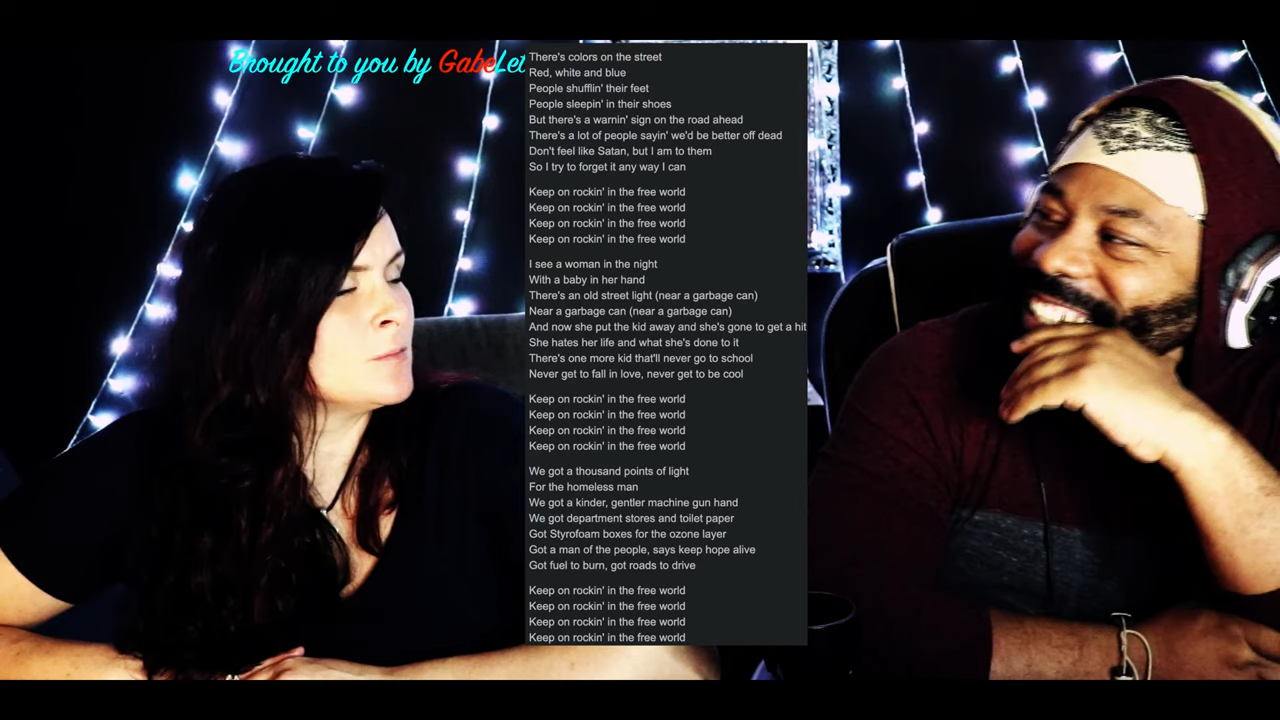 Brought to you by GabeLet
There's colors on the street
Red, white and blue
People shufflin' their feet
People sleepin' in their shoes
But there's a warnin' sign on the road ahead
There's a lot of people sayin' we'd be better off dead
Don't feel like Satan, but I am to them
So I try to forget it any way I can
Keep on rockin' in the free world
Keep on rockin' in the free world
Keep on rockin' in the free world
Keep on rockin' in the free world
I see a woman in the night
With a baby in her hand
There's an old street light (near a garbage can)
Near a garbage can (near a garbage can)
And now she put the kid away and she's gone to get a hit
She hates her life and what she's done to it
There's one more kid that'll never go to school
Never get to fall in love, never get to be cool
Keep on rockin' in the free world
Keep on rockin' in the free world
Keep on rockin' in the free world
Keep on rockin' in the free world
We got a thousand points of light
For the homeless man
We got a kinder, gentler machine gun hand
We got department stores and toilet paper
Got Styrofoam boxes for the ozone layer
Got a man of the people, says keep hope alive
Got fuel to burn, got roads to drive
Keep on rockin' in the free world
Keep on rockin' in the free world
Keep on rockin' in the free world
Keep on rockin' in the free world